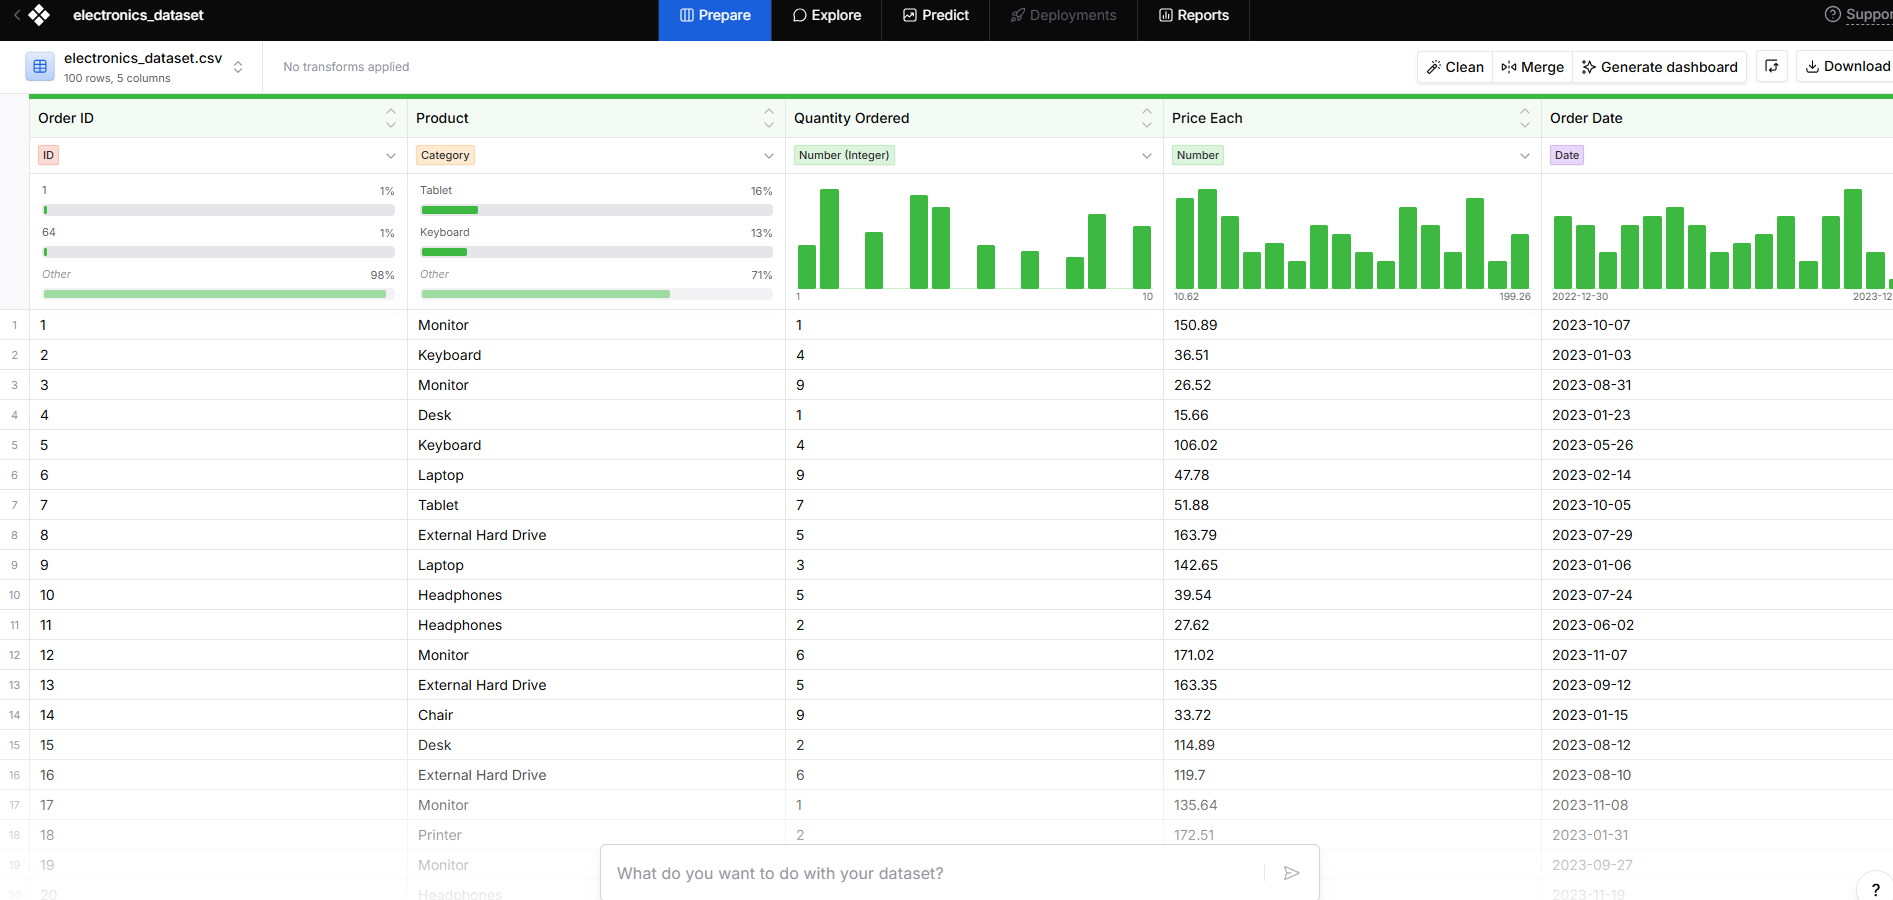 electronics_dataset
Prepare
Explore
Predict
Deployments
Reports
electronics_dataset.csv
100 rows, 5 columns
No transforms applied
Clean
Merge
Generate dashboard
Download
Order ID
Product
Quantity Ordered
Price Each
Order Date
ID
Category
Number (Integer)
Number
Date
1 1%
64 1%
Other 98%
Tablet 16%
Keyboard 13%
Other 71%
1 10
10.62 199.26
2022-12-30 2023-12
1 1 Monitor 1 150.89 2023-10-07
2 2 Keyboard 4 36.51 2023-01-03
3 3 Monitor 9 26.52 2023-08-31
4 4 Desk 1 15.66 2023-01-23
5 5 Keyboard 4 106.02 2023-05-26
6 6 Laptop 9 47.78 2023-02-14
7 7 Tablet 7 51.88 2023-10-05
8 8 External Hard Drive 5 163.79 2023-07-29
9 9 Laptop 3 142.65 2023-01-06
10 10 Headphones 5 39.54 2023-07-24
11 11 Headphones 2 27.62 2023-06-02
12 12 Monitor 6 171.02 2023-11-07
13 13 External Hard Drive 5 163.35 2023-09-12
14 14 Chair 9 33.72 2023-01-15
15 15 Desk 2 114.89 2023-08-12
16 16 External Hard Drive 6 119.7 2023-08-10
17 17 Monitor 1 135.64 2023-11-08
18 18 Printer 2 172.51 2023-01-31
19 19 Monitor 2023-09-27
20 20 Headphones 2023-11-19
What do you want to do with your dataset?
?